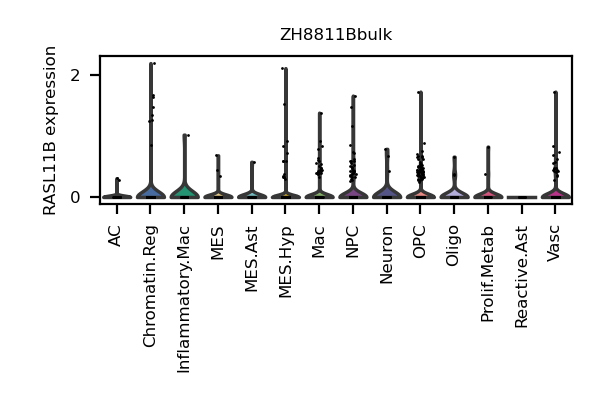 ZH8811Bbulk
RASL11B expression
2
0
AC
Chromatin.Reg
Inflammatory.Mac
MES
MES.Ast
MES.Hyp
Mac
NPC
Neuron
OPC
Oligo
Prolif.Metab
Reactive.Ast
Vasc